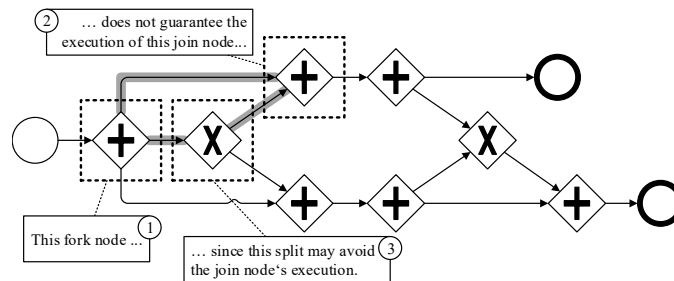 2
... does not guarantee the
execution of this join node...
This fork node ...
1
... since this split may avoid
the join node‘s execution.
3